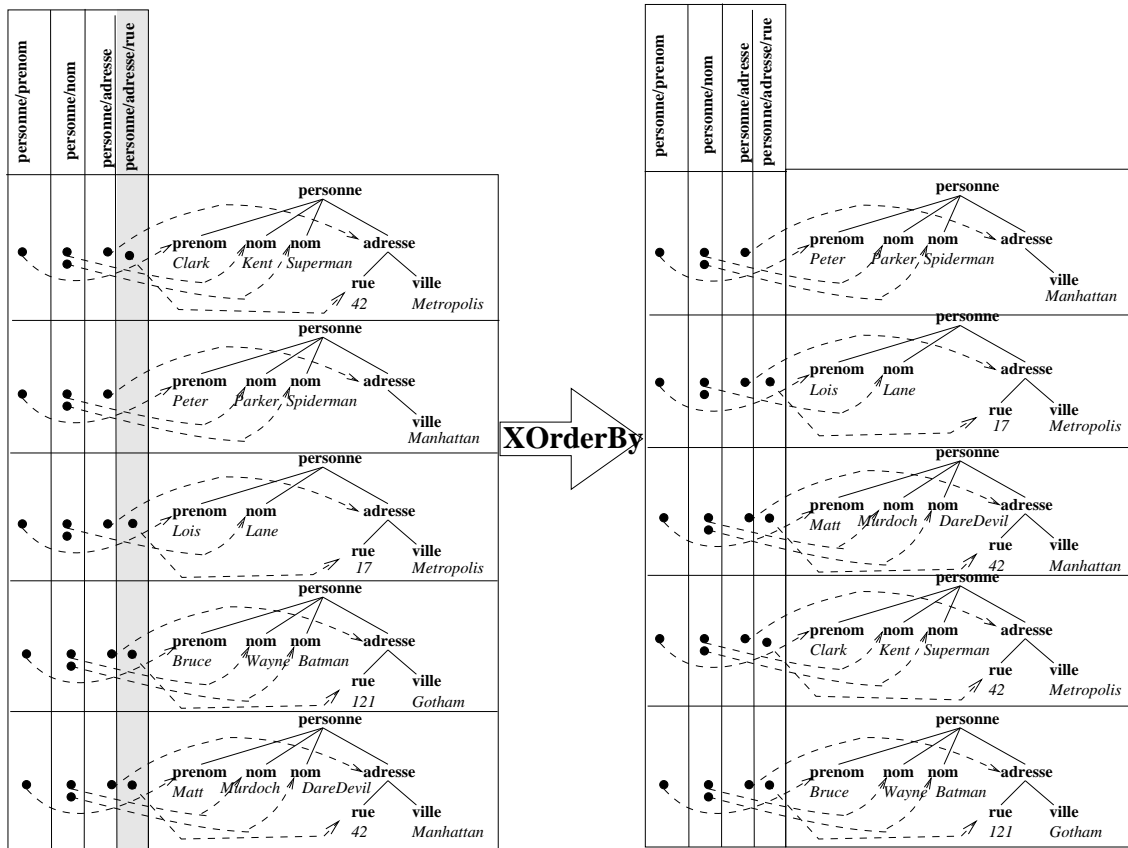 personne/prenom
personne/nom
personne/adresse
personne/adresse/rue
personne
prenom nom nom adresse
Clark Kent Superman
rue ville
42 Metropolis
personne
prenom nom nom adresse
Peter Parker Spiderman
ville
Manhattan
personne
prenom nom adresse
Lois Lane
rue ville
17 Metropolis
personne
prenom nom nom adresse
Bruce Wayne Batman
rue ville
121 Gotham
personne
prenom nom nom adresse
Matt Murdoch DareDevil
rue ville
42 Manhattan
XOrderBy
personne/prenom
personne/nom
personne/adresse
personne/adresse/rue
personne
prenom nom nom adresse
Peter Parker Spiderman
ville
Manhattan
personne
prenom nom adresse
Lois Lane
rue ville
17 Metropolis
personne
prenom nom nom adresse
Matt Murdoch DareDevil
rue ville
42 Manhattan
personne
prenom nom nom adresse
Clark Kent Superman
rue ville
42 Metropolis
personne
prenom nom nom adresse
Bruce Wayne Batman
rue ville
121 Gotham